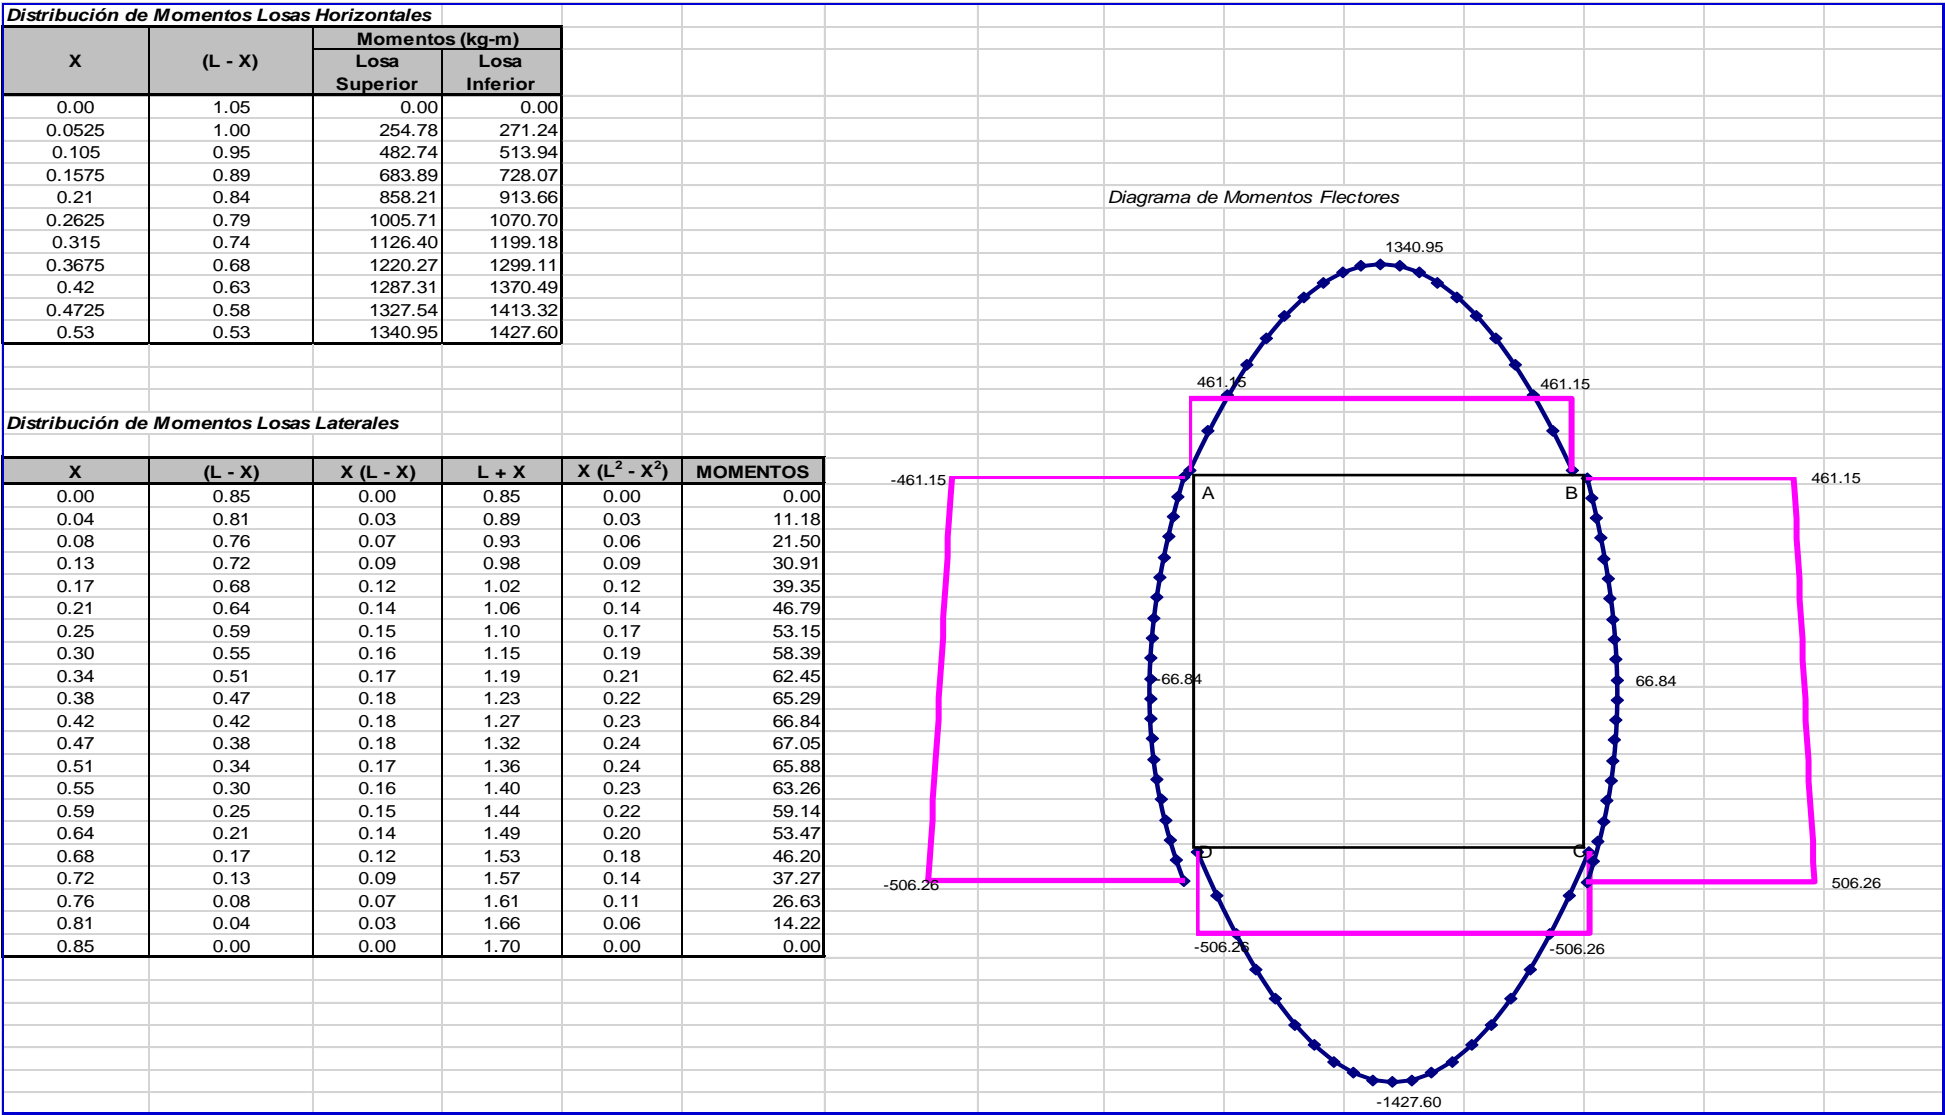 Distribución de Momentos Losas Horizontales
X (L - X) Momentos (kg-m)
Losa Superior Losa Inferior
0.00 1.05 0.00 0.00
0.0525 1.00 254.78 271.24
0.105 0.95 482.74 513.94
0.1575 0.89 683.89 728.07
0.21 0.84 858.21 913.66
0.2625 0.79 1005.71 1070.70
0.315 0.74 1126.40 1199.18
0.3675 0.68 1220.27 1299.11
0.42 0.63 1287.31 1370.49
0.4725 0.58 1327.54 1413.32
0.53 0.53 1340.95 1427.60
Distribución de Momentos Losas Laterales
X (L - X) X (L - X) L + X X (L² - X²) MOMENTOS
0.00 0.85 0.00 0.85 0.00 0.00
0.04 0.81 0.03 0.89 0.03 11.18
0.08 0.76 0.07 0.93 0.06 21.50
0.13 0.72 0.09 0.98 0.09 30.91
0.17 0.68 0.12 1.02 0.12 39.35
0.21 0.64 0.14 1.06 0.14 46.79
0.25 0.59 0.15 1.10 0.17 53.15
0.30 0.55 0.16 1.15 0.19 58.39
0.34 0.51 0.17 1.19 0.21 62.45
0.38 0.47 0.18 1.23 0.22 65.29
0.42 0.42 0.18 1.27 0.23 66.84
0.47 0.38 0.18 1.32 0.24 67.05
0.51 0.34 0.17 1.36 0.24 65.88
0.55 0.30 0.16 1.40 0.23 63.26
0.59 0.25 0.15 1.44 0.22 59.14
0.64 0.21 0.14 1.49 0.20 53.47
0.68 0.17 0.12 1.53 0.18 46.20
0.72 0.13 0.09 1.57 0.14 37.27
0.76 0.08 0.07 1.61 0.11 26.63
0.81 0.04 0.03 1.66 0.06 14.22
0.85 0.00 0.00 1.70 0.00 0.00
Diagrama de Momentos Flectores
1340.95
461.15 461.15
-461.15 A B 461.15
-66.84 66.84
D C
-506.26 506.26
-506.26 -506.26
-1427.60